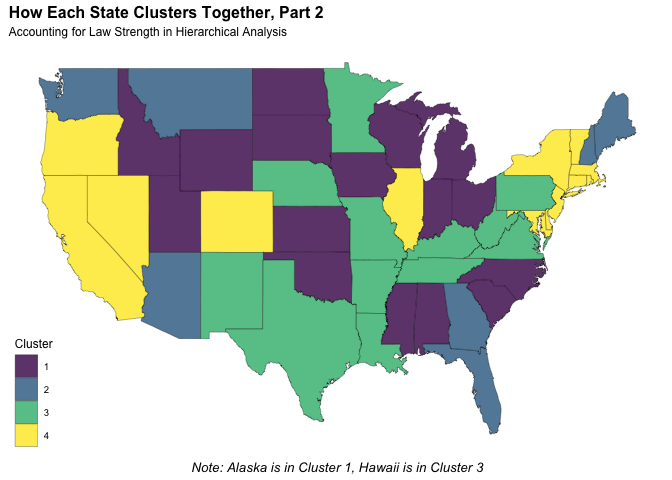 How Each State Clusters Together, Part 2
Accounting for Law Strength in Hierarchical Analysis
Cluster
1
2
3
4
Note: Alaska is in Cluster 1, Hawaii is in Cluster 3